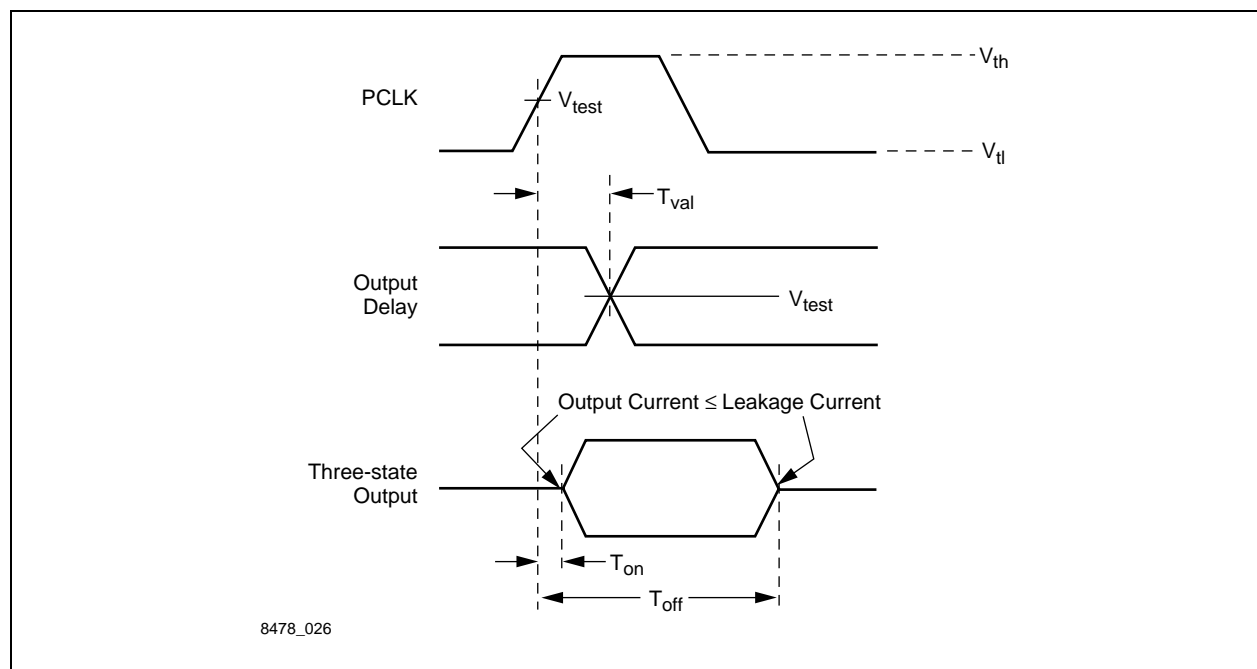 V_th
PCLK
V_test
V_tl
T_val
Output
Delay
V_test
Output Current ≤ Leakage Current
Three-state
Output
T_on
T_off
8478_026